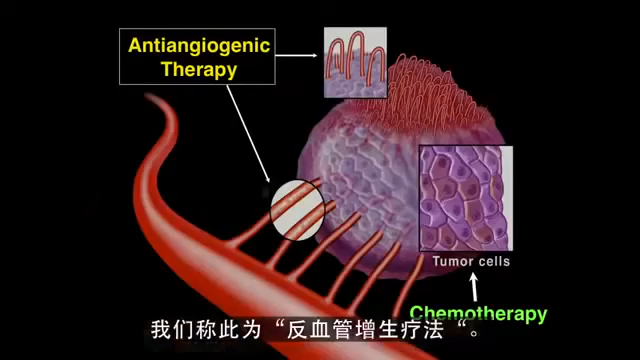 Antiangiogenic
Therapy
Tumor cells
Chemotherapy
我们称此为“反血管增生疗法“。